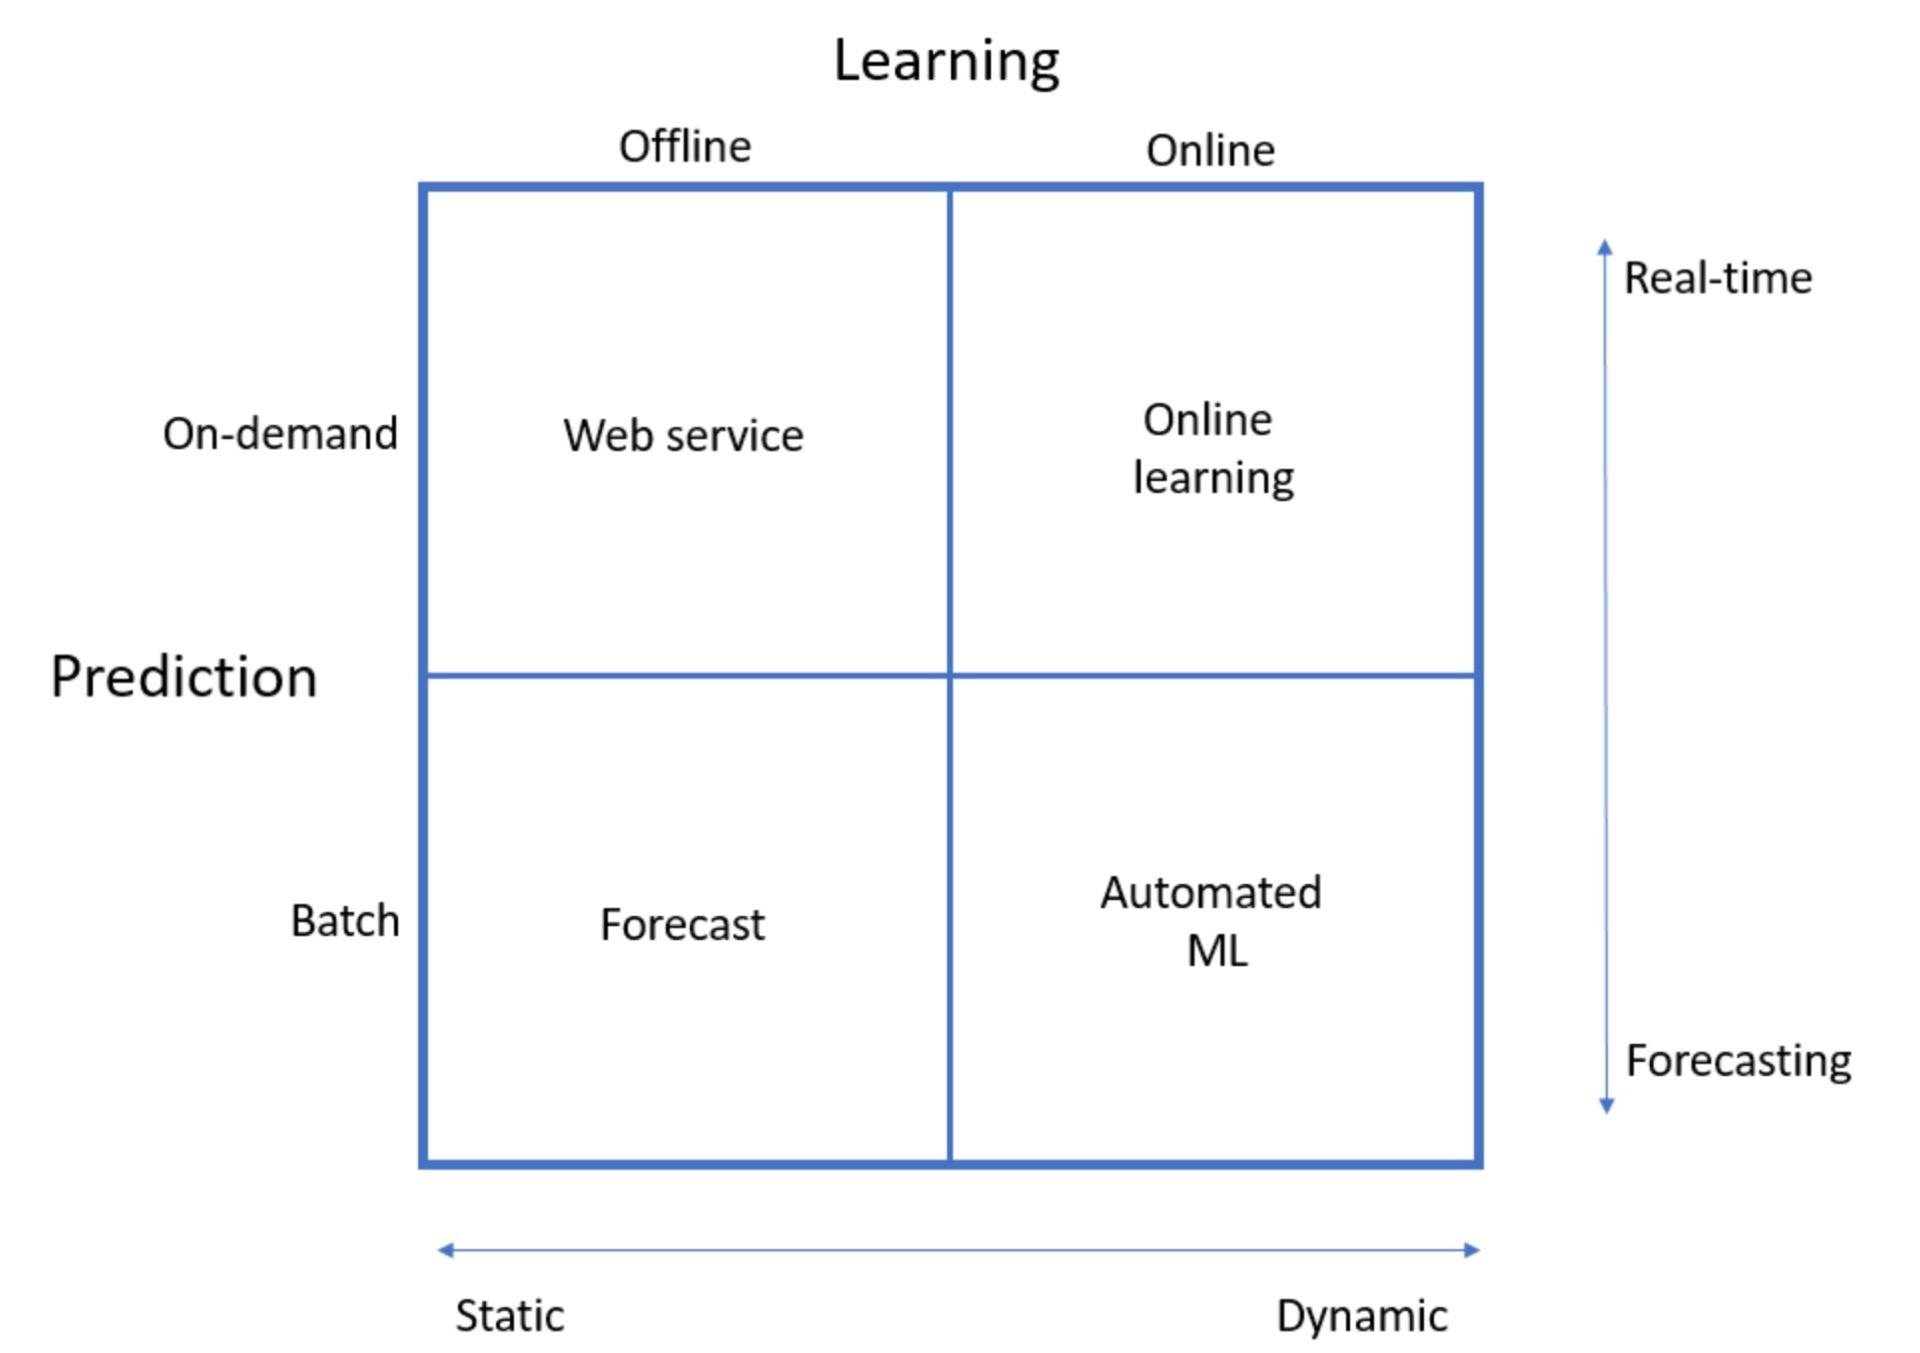 Learning
Offline
Online
Real-time
On-demand
Web service
Online
learning
Prediction
Batch
Forecast
Automated
ML
Forecasting
Static
Dynamic